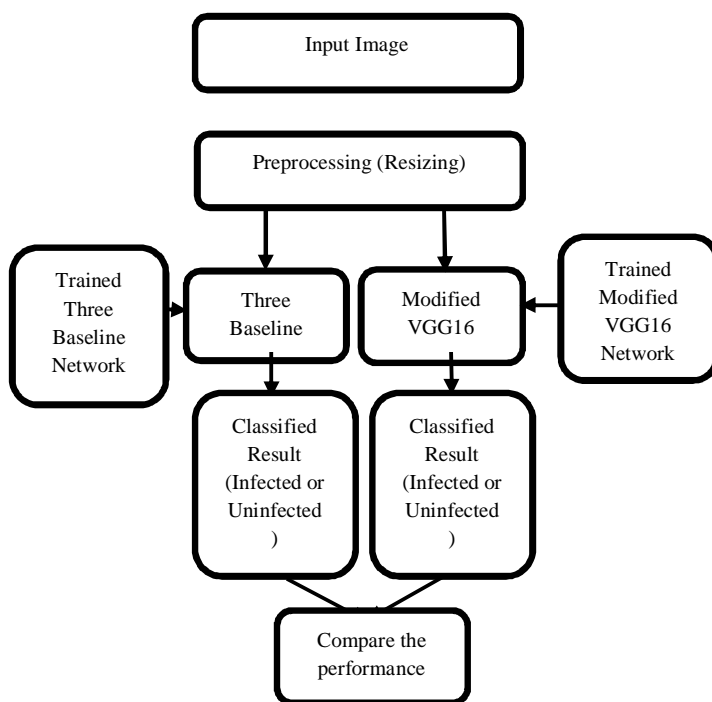 Input Image
Preprocessing (Resizing)
Trained
Three
Baseline
Network
Three
Baseline
Modified
VGG16
Trained
Modified
VGG16
Network
Classified
Result
(Infected or
Uninfected
)
Classified
Result
(Infected or
Uninfected
)
Compare the
performance